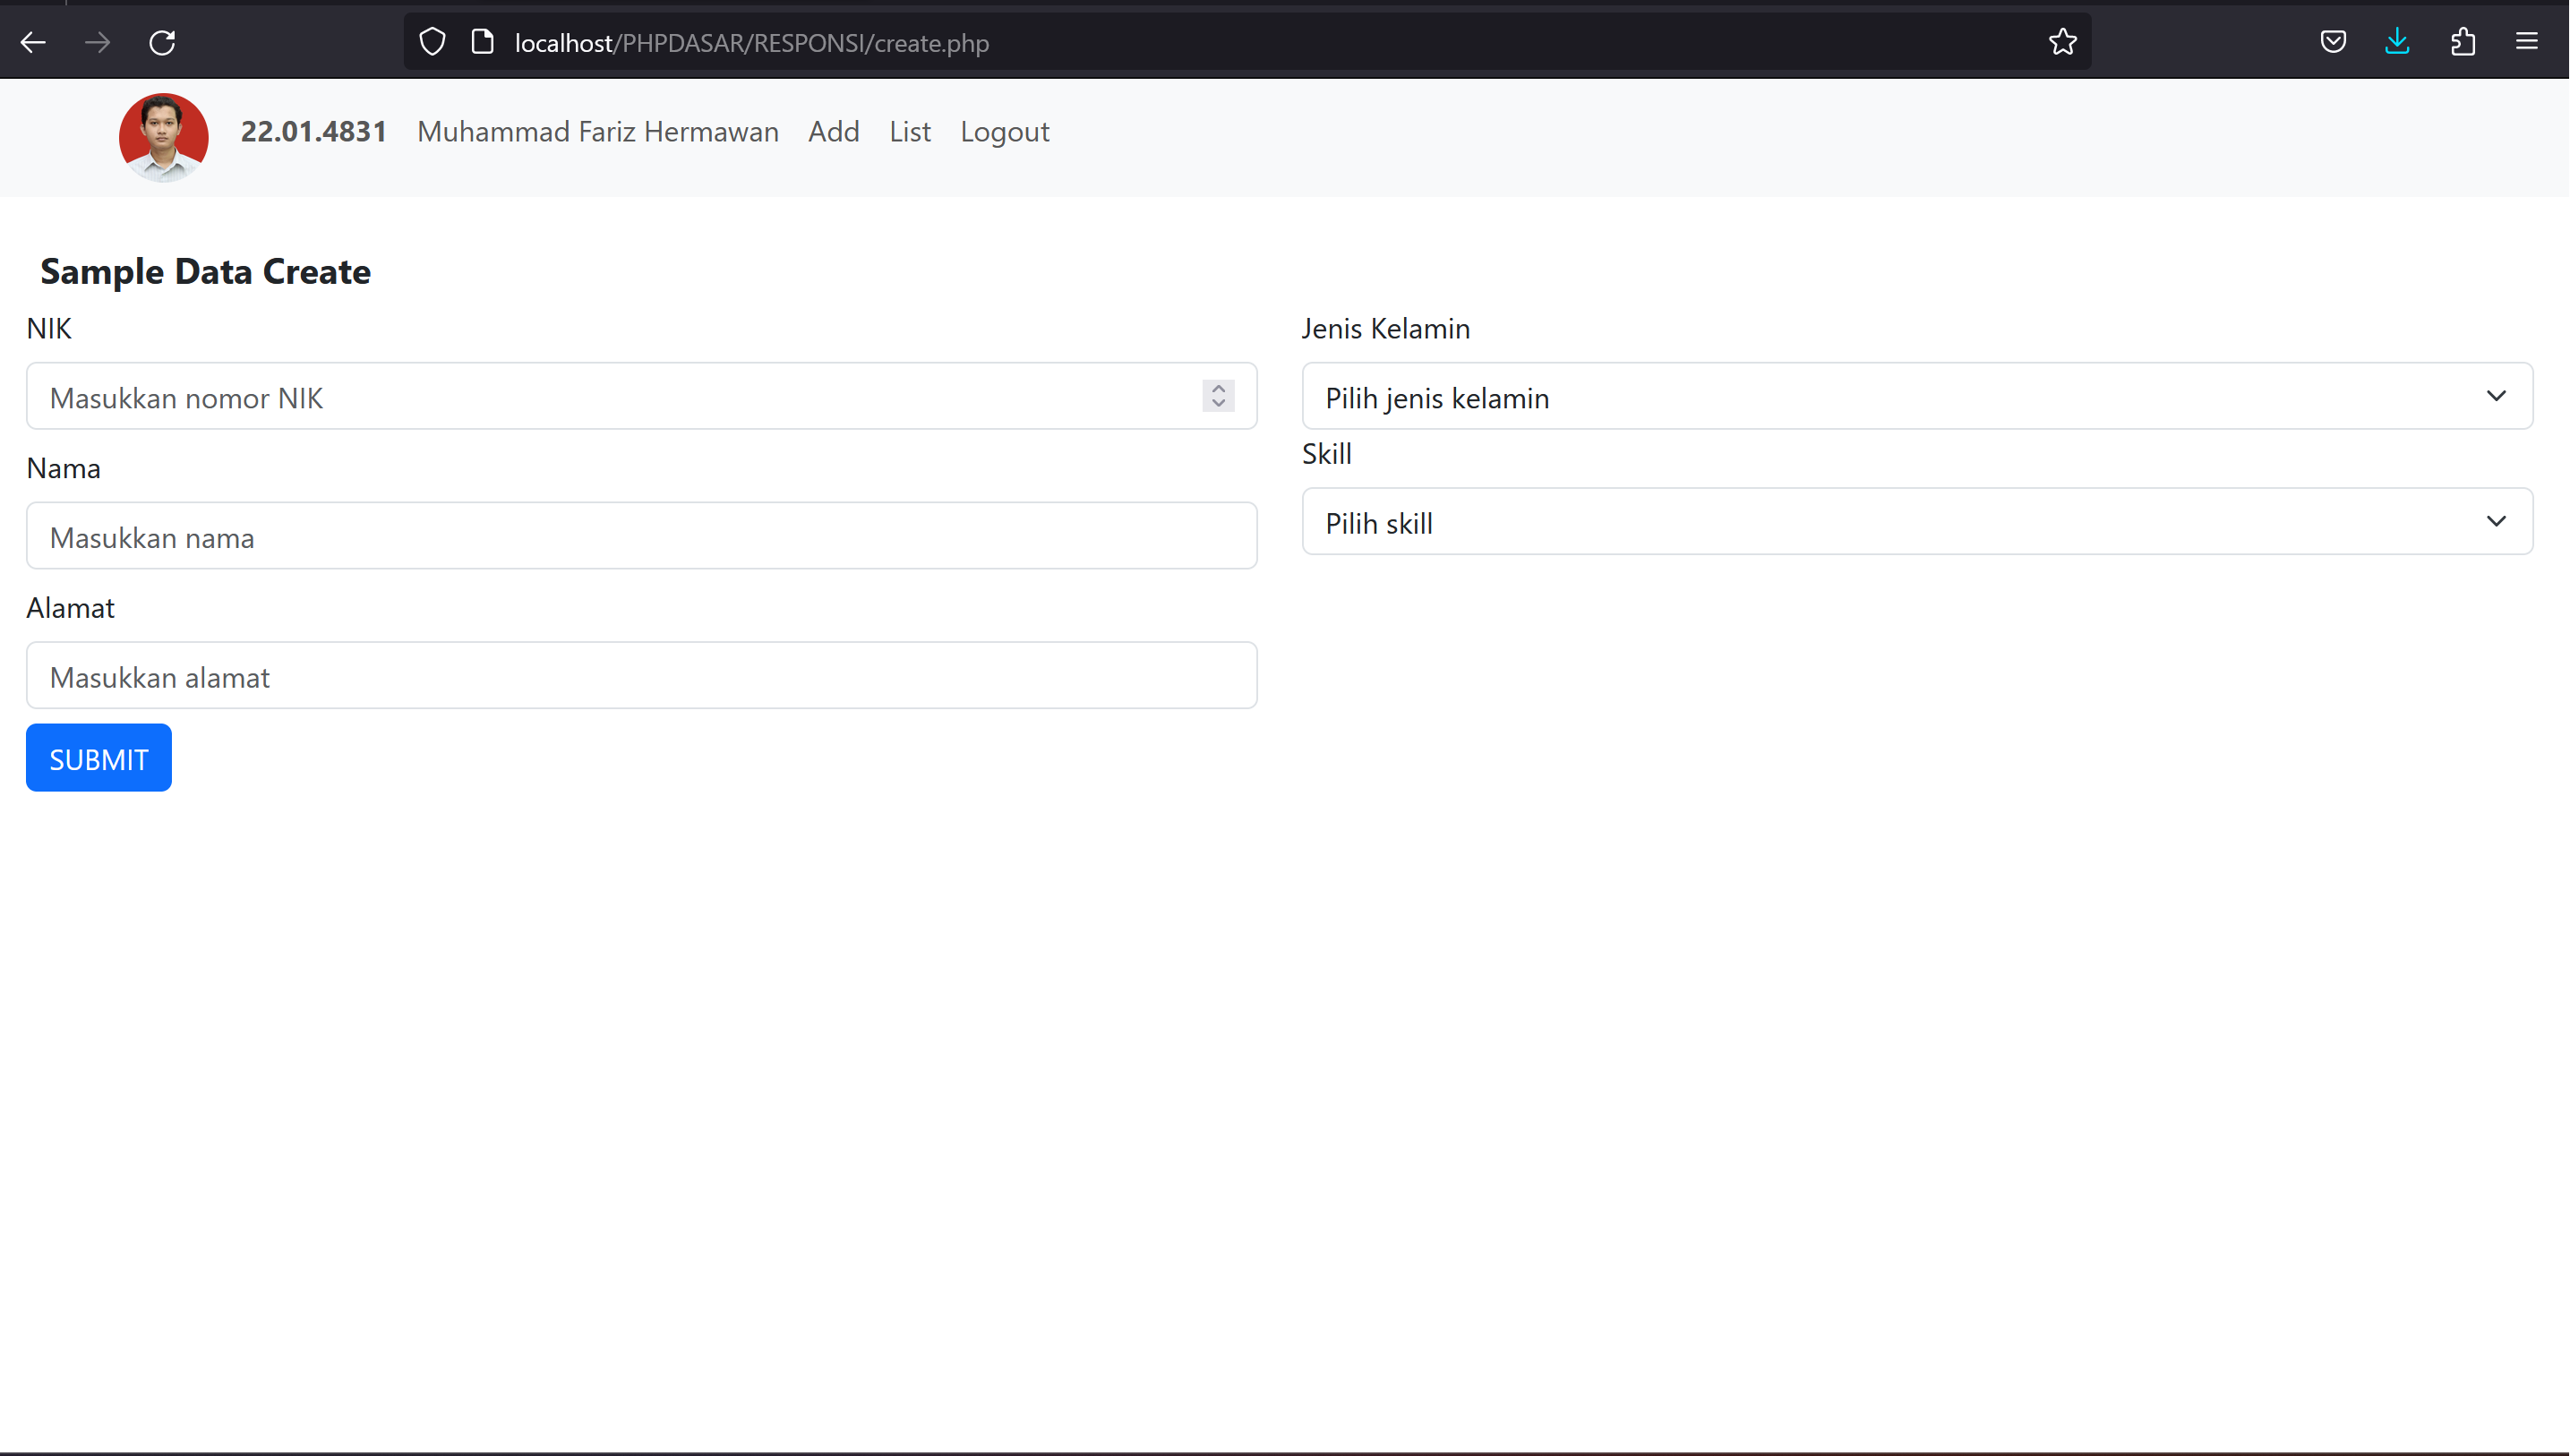 localhost/PHPDASAR/RESPONSI/create.php
22.01.4831 Muhammad Fariz Hermawan Add List Logout
Sample Data Create
NIK
Masukkan nomor NIK
Nama
Masukkan nama
Alamat
Masukkan alamat
SUBMIT
Jenis Kelamin
Pilih jenis kelamin
Skill
Pilih skill